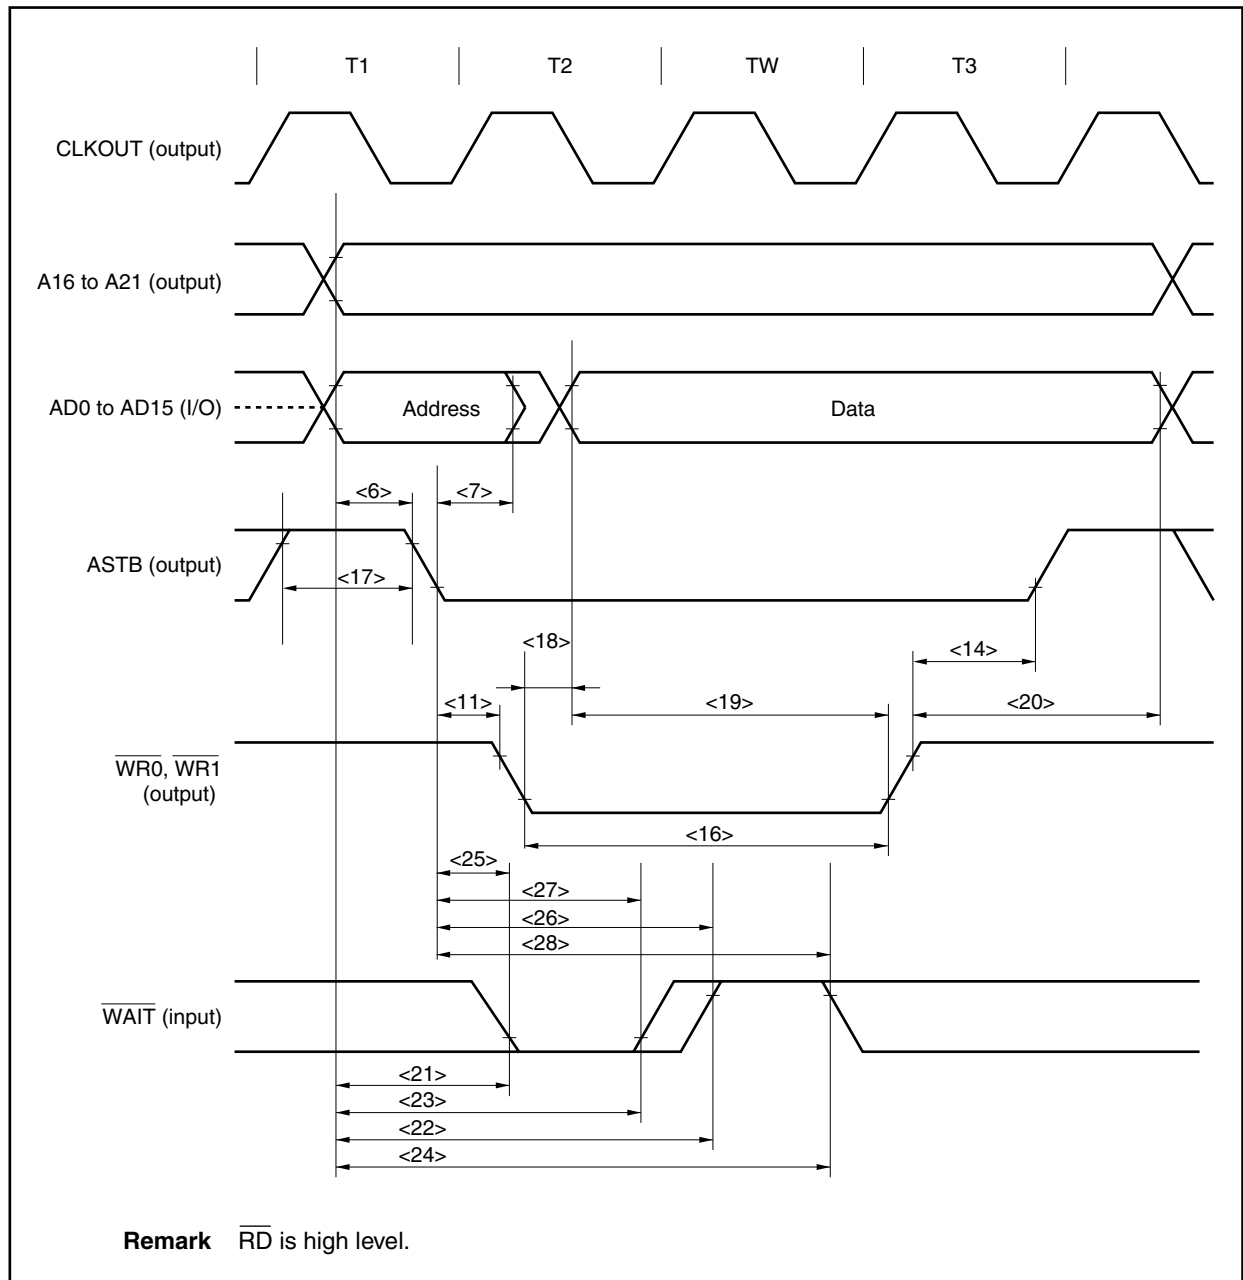 T1 T2 TW T3
CLKOUT (output)
A16 to A21 (output)
AD0 to AD15 (I/O) Address Data
<6> <7>
ASTB (output)
<17>
<18>
<14>
<11> <19> <20>
WR0, WR1
(output)
<16>
<25>
<27>
<26>
<28>
WAIT (input)
<21>
<23>
<22>
<24>
Remark RD is high level.